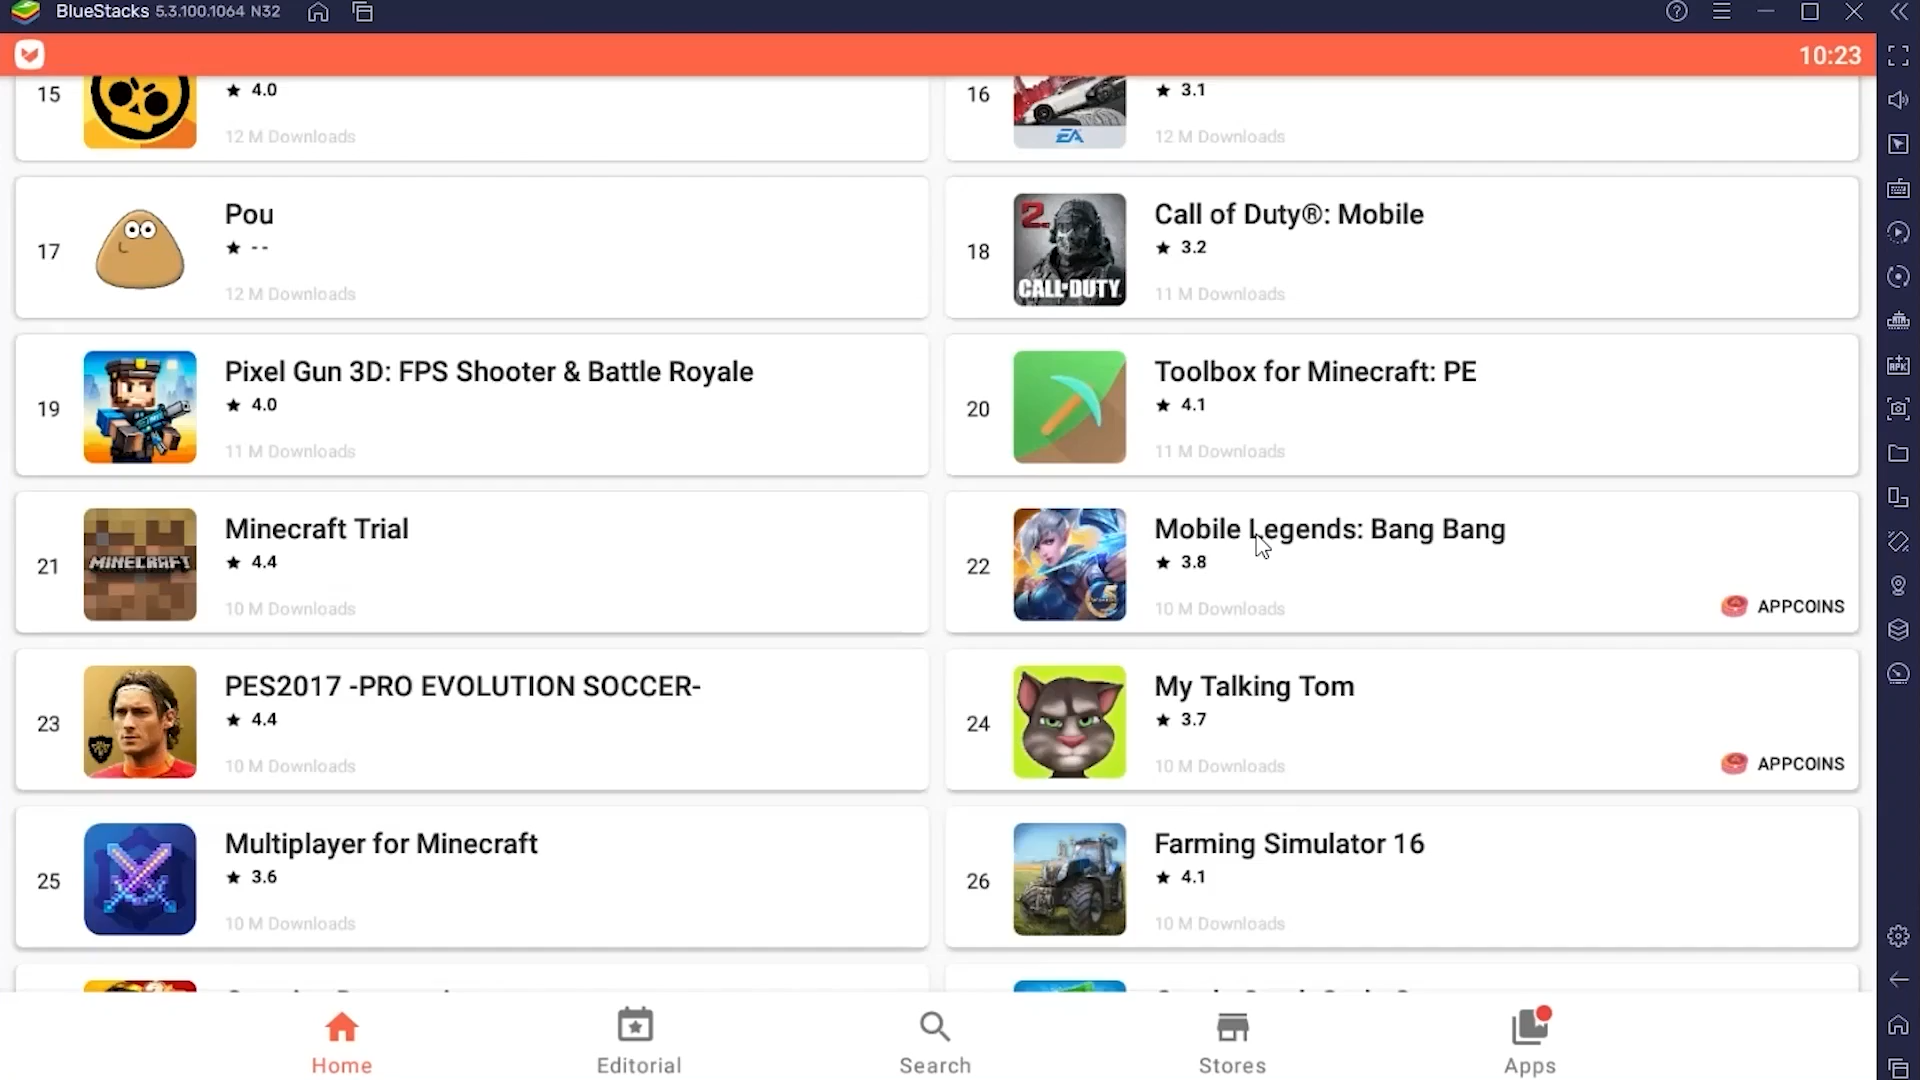 BlueStacks 5.3.100.1064 N32
10:23
15
4.0
12 M Downloads
16
EA
3.1
12 M Downloads
17
Pou
--
12 M Downloads
18
2
CALL OF DUTY
Call of Duty®: Mobile
3.2
11 M Downloads
19
Pixel Gun 3D: FPS Shooter & Battle Royale
4.0
11 M Downloads
20
Toolbox for Minecraft: PE
4.1
11 M Downloads
21
MINECRAFT
Minecraft Trial
4.4
10 M Downloads
22
5
Mobile Legends: Bang Bang
3.8
10 M Downloads
APPCOINS
23
PES2017 -PRO EVOLUTION SOCCER-
4.4
10 M Downloads
24
My Talking Tom
3.7
10 M Downloads
APPCOINS
25
Multiplayer for Minecraft
3.6
10 M Downloads
26
Farming Simulator 16
4.1
10 M Downloads
Home
Editorial
Search
Stores
Apps